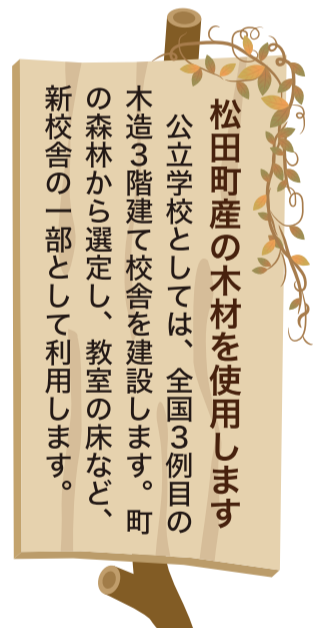 松田町産の木材を使用します
公立学校としては、全国３例目の
木造３階建て校舎を建設します。町
の森林から選定し、教室の床など、
新校舎の一部として利用します。